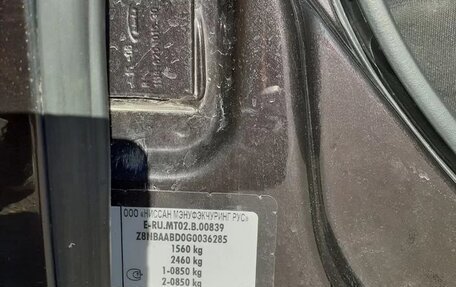 ООО «НИССАН МЭНУФЭКЧУРИНГ РУС»
E-RU.MT02.B.00839
Z8NBAABD0G0036285
1560 kg
2460 kg
1-0850 kg
2-0850 kg